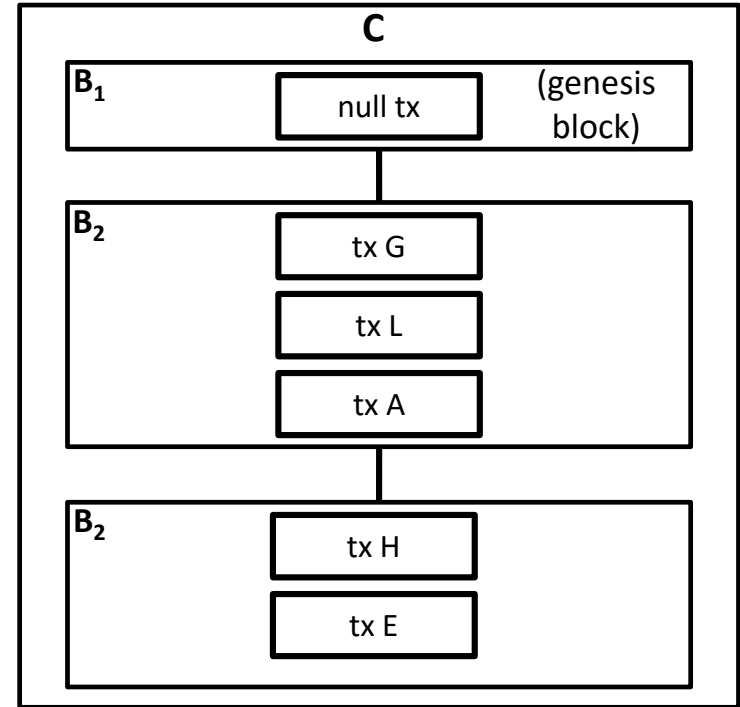 C
B₁
null tx
(genesis
block)
B₂
tx G
tx L
tx A
B₂
tx H
tx E